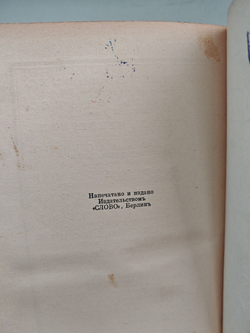 Напечатано и издано
Издательствомъ
«СЛОВО», Берлинъ